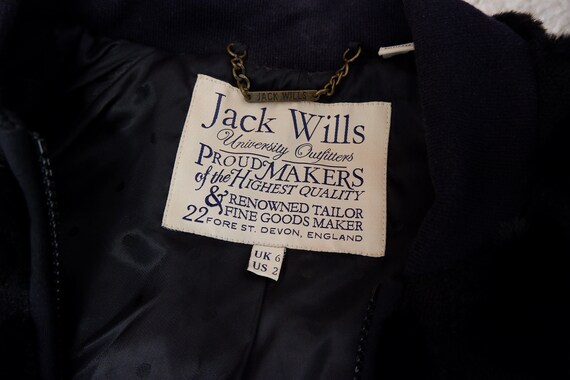 JACK WILLS
Jack Wills
University Outfitters
PROUD MAKERS
of the HIGHEST QUALITY
& RENOWNED TAILOR
FINE GOODS MAKER
22 FORE ST. DEVON, ENGLAND
UK 6
US 2